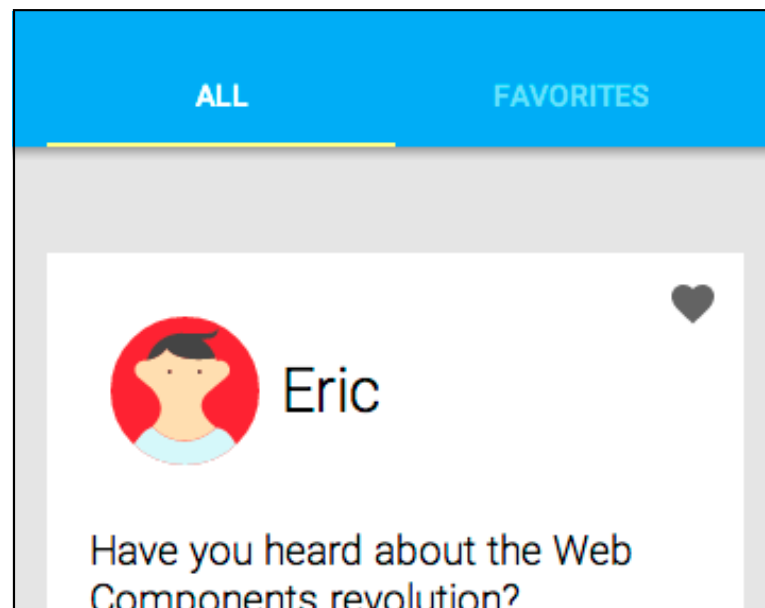 ALL FAVORITES
Eric
Have you heard about the Web
Components revolution?